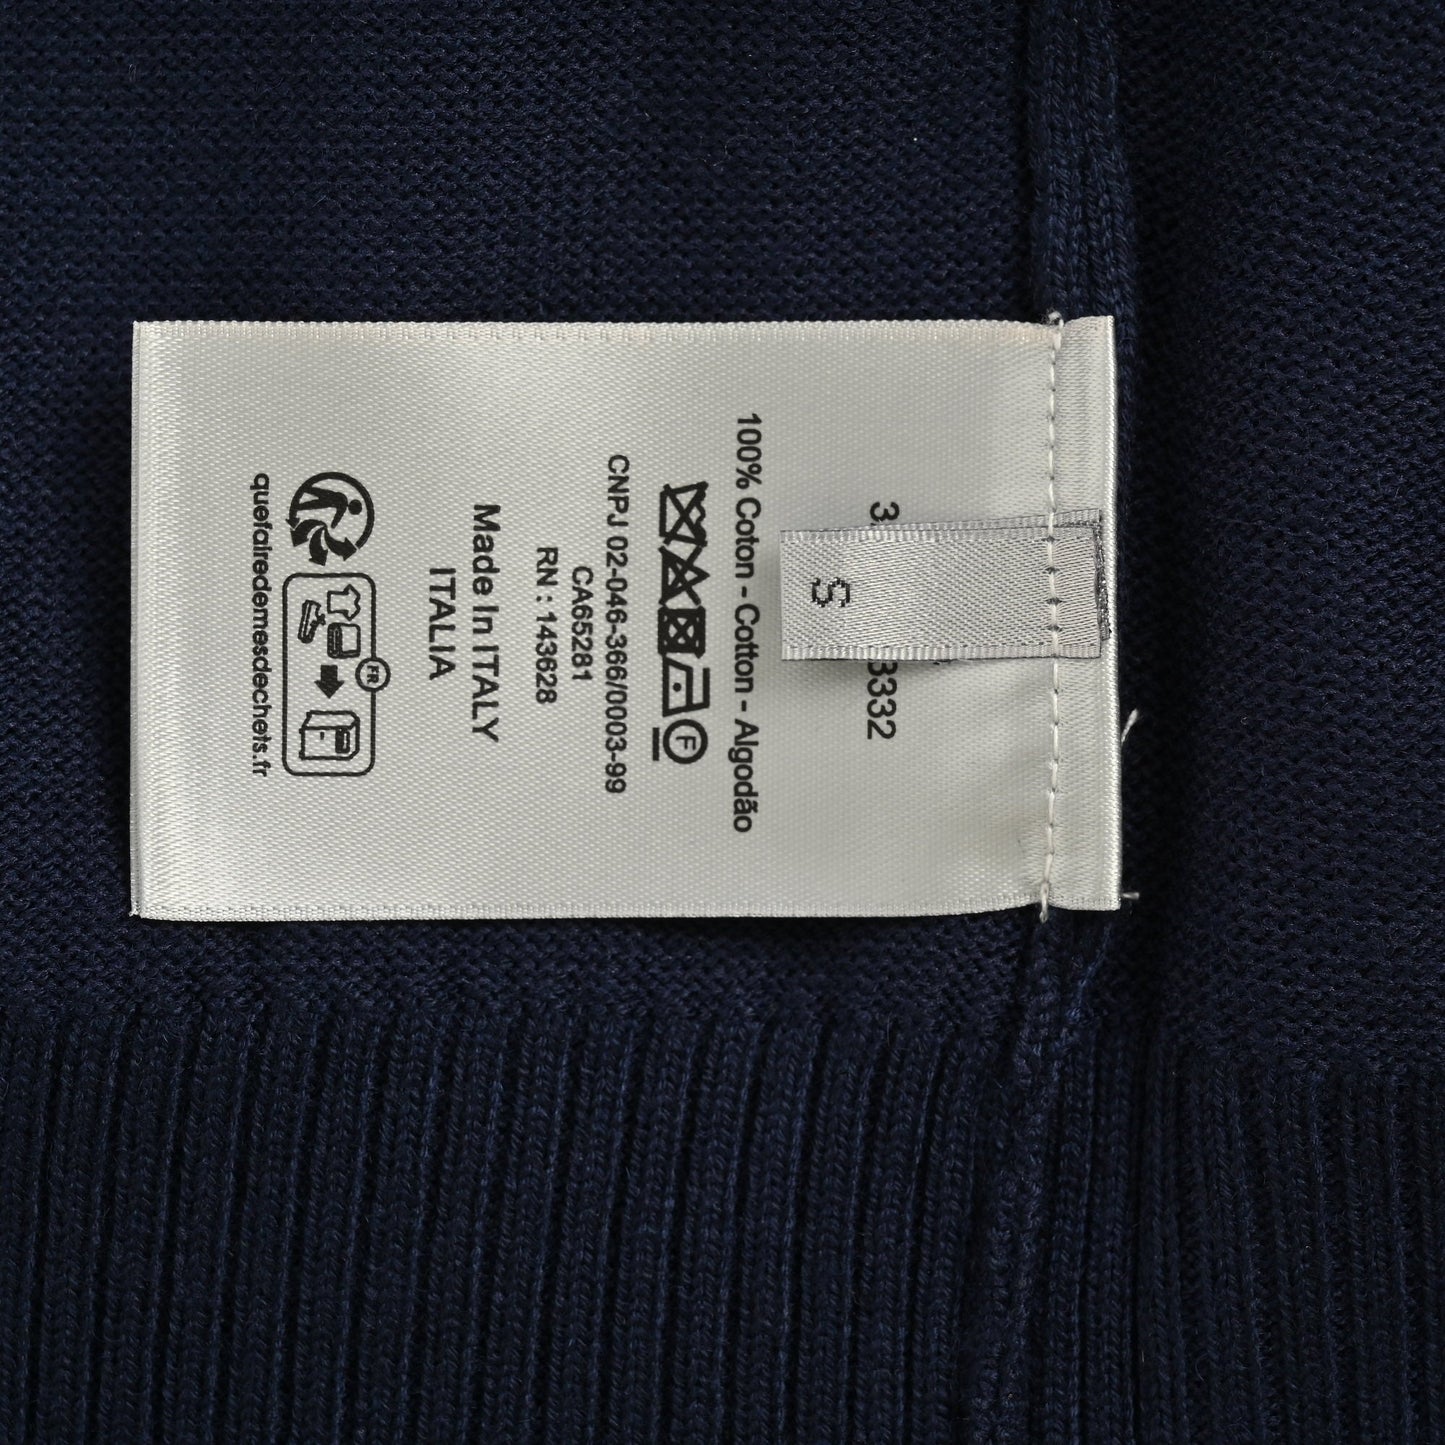 S
332
100% Coton - Cotton - Algodão
F
CNPJ 02-046-366/0003-99
CA65281
RN : 143628
Made In ITALY
ITALIA
FR
quefairedemesdechets.fr